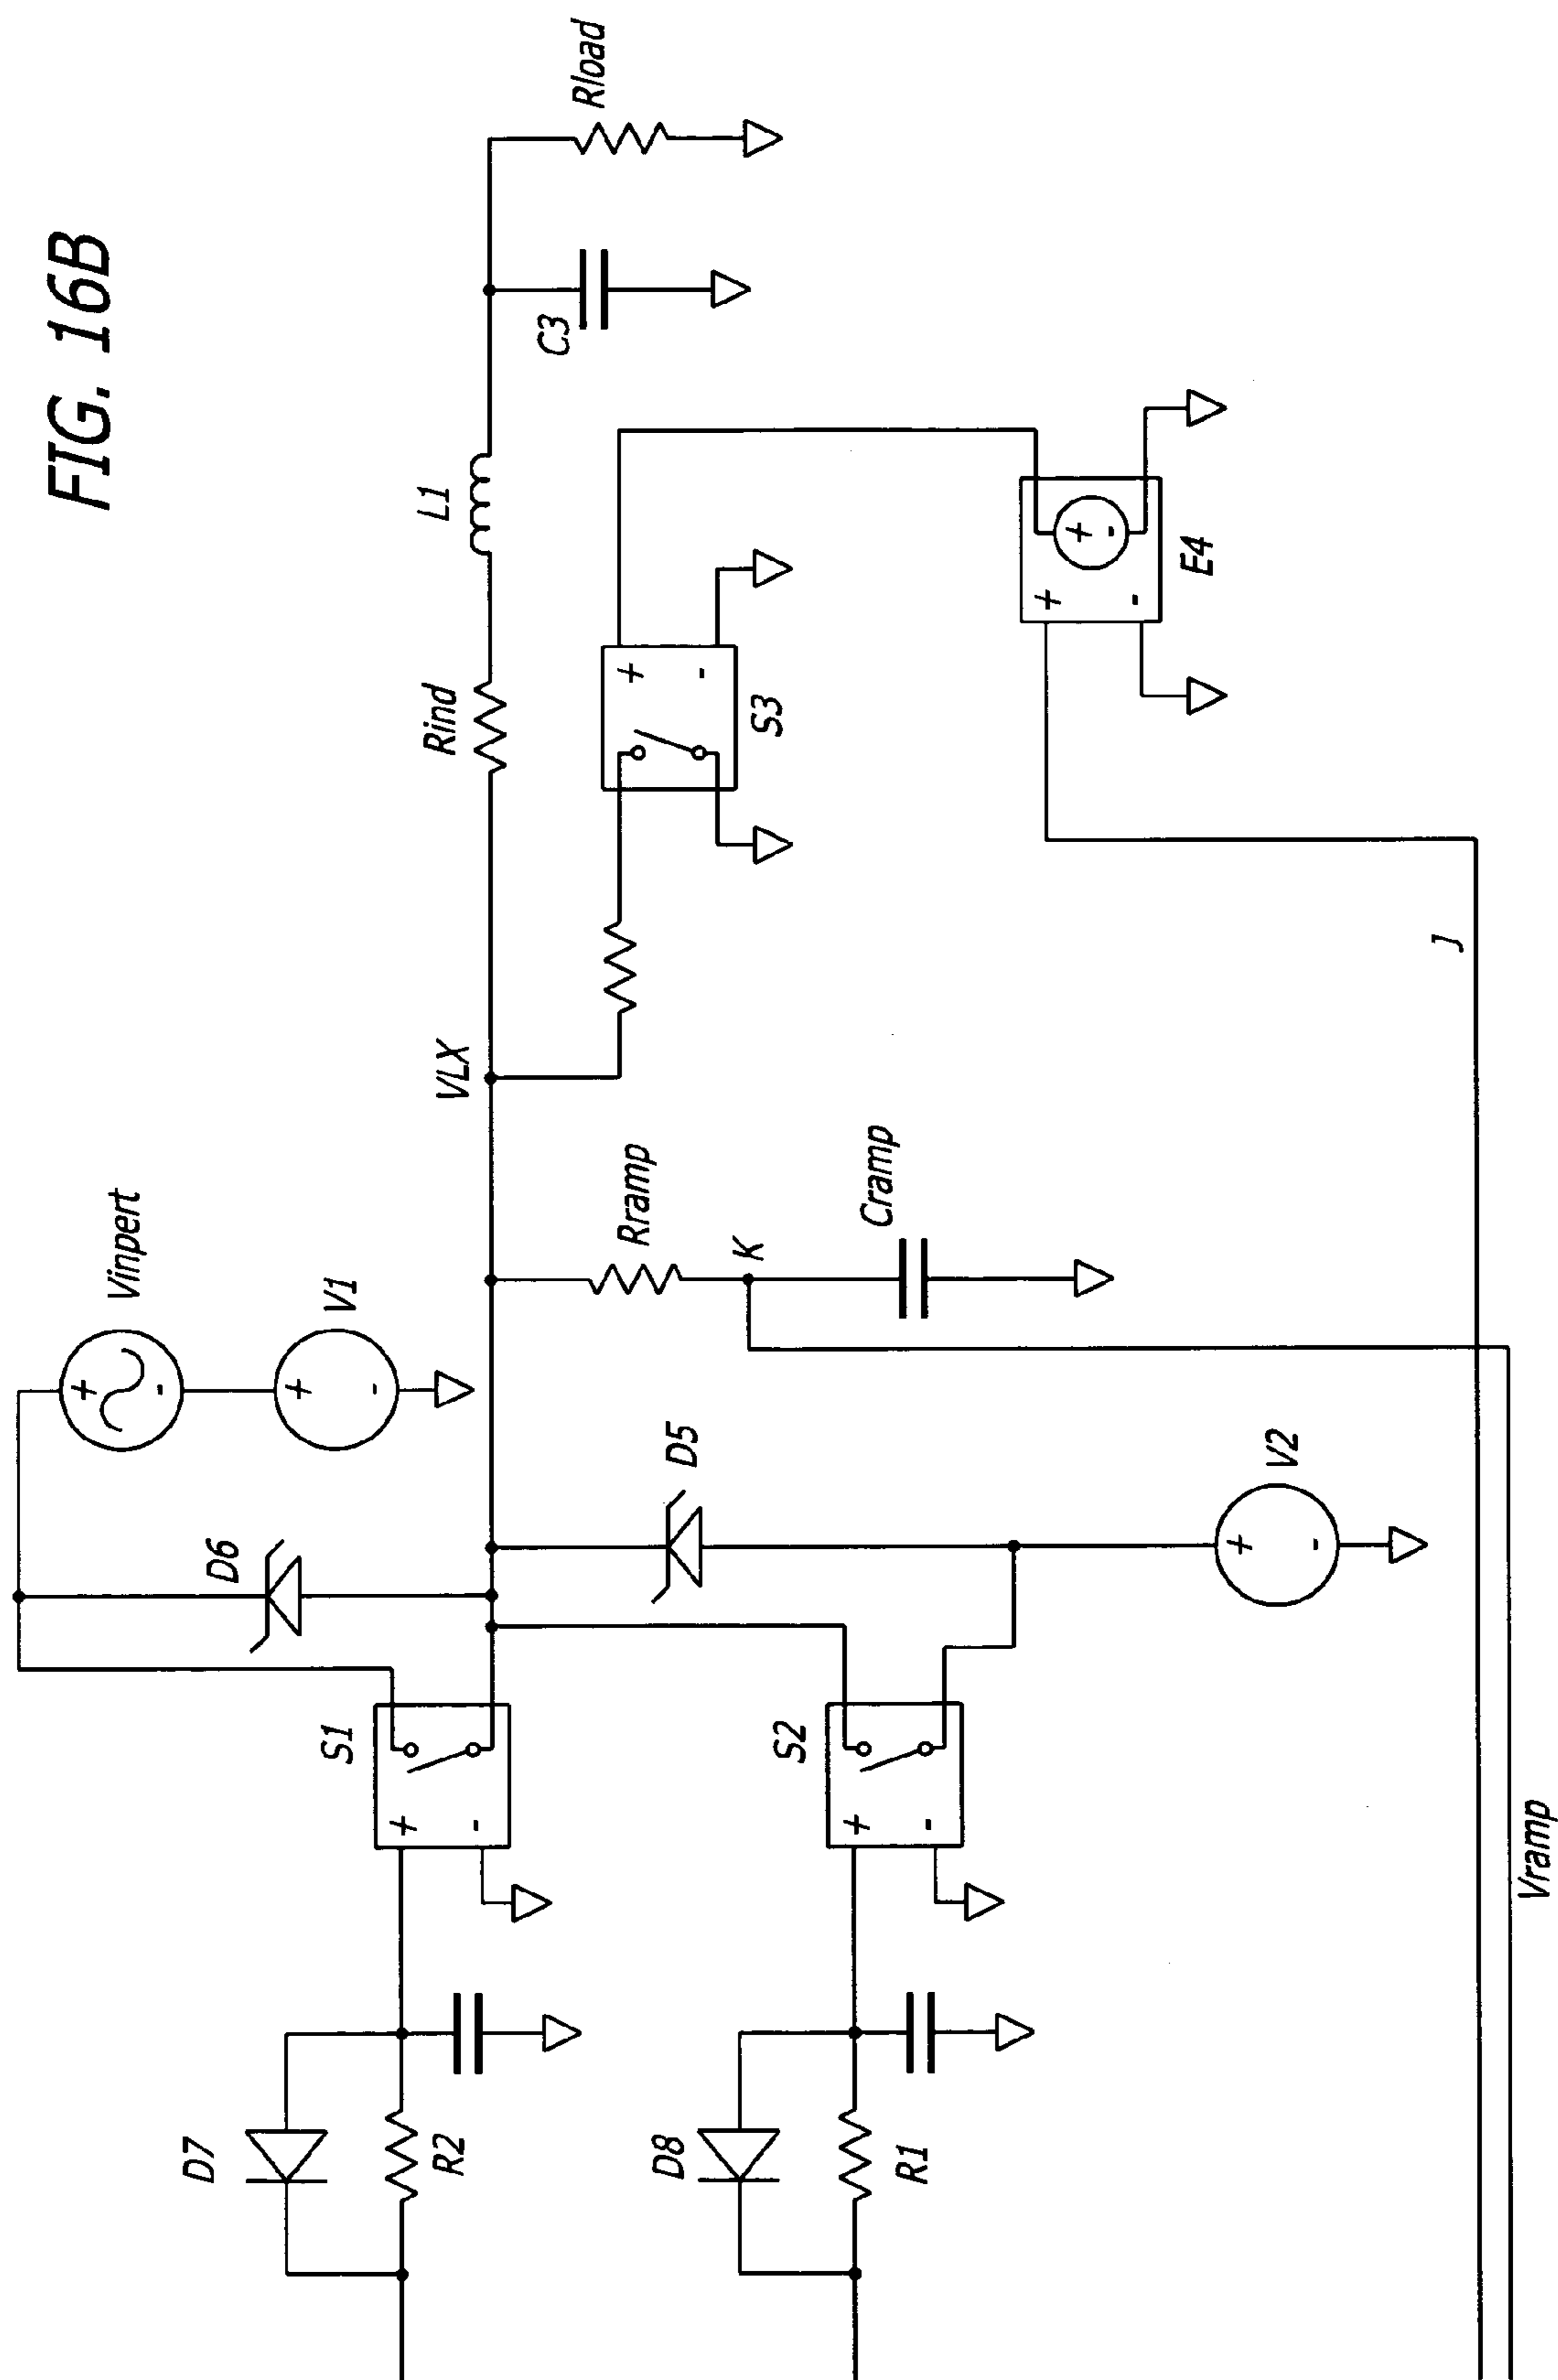 FIG. 16B
Vinpert
V1
D6
S1
D7
R2
VLX
Rind
L1
C3
Rload
Rramp
K
Cramp
D5
V2
S2
D8
R1
S3
E4
J
Vramp
+
-
+
-
+
-
+
-
+
-
+
-
+
-
+
-